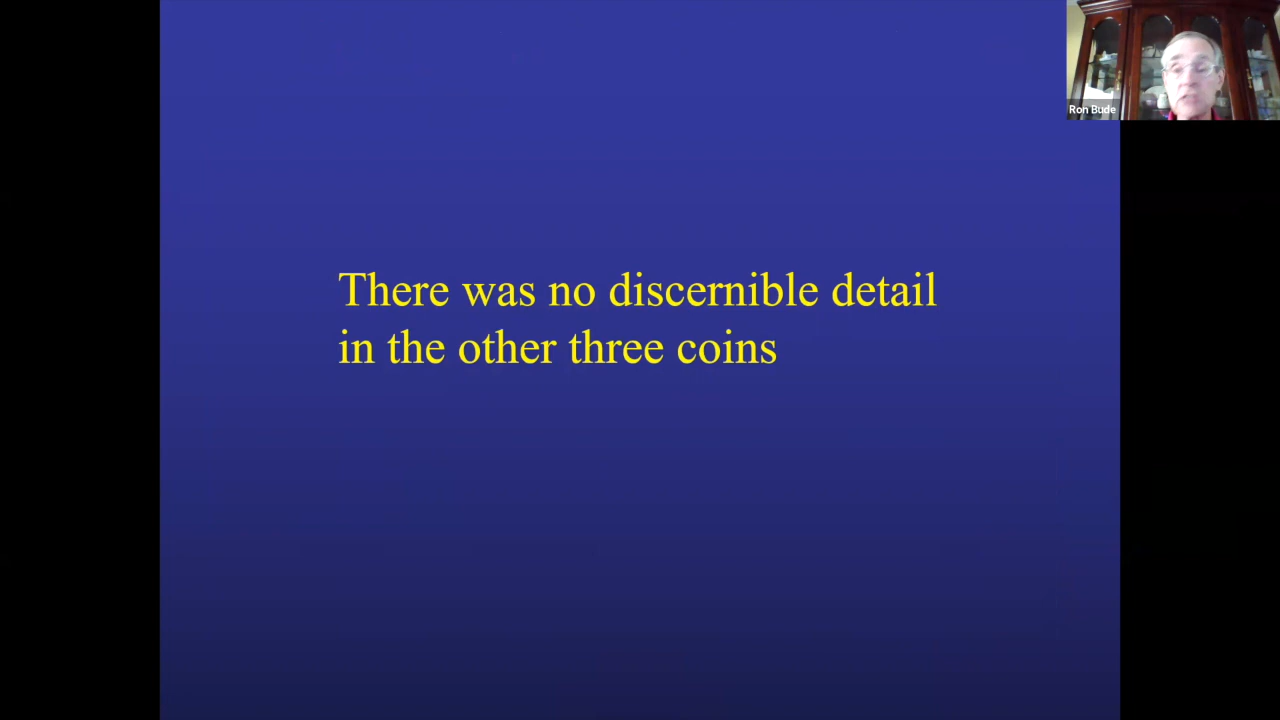 Ron Bude
There was no discernible detail
in the other three coins